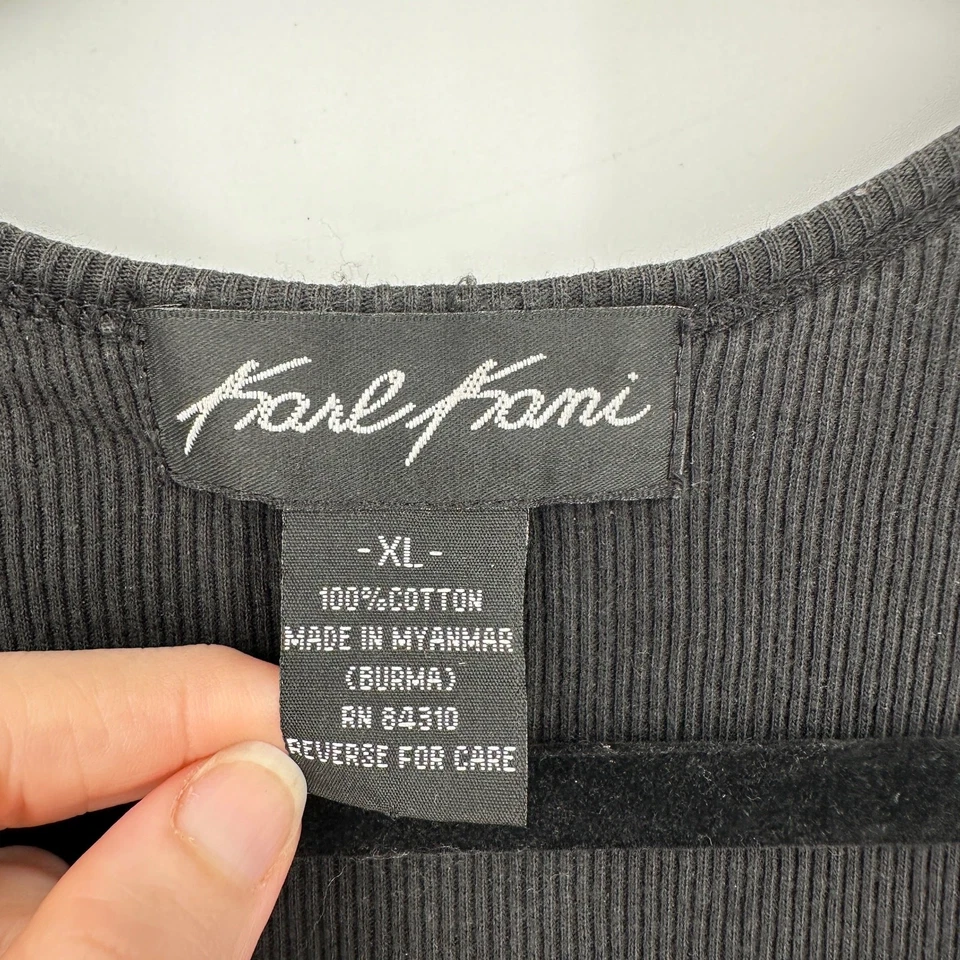 Karl Kani
-XL-
100%COTTON
MADE IN MYANMAR
(BURMA)
RN 84310
REVERSE FOR CARE